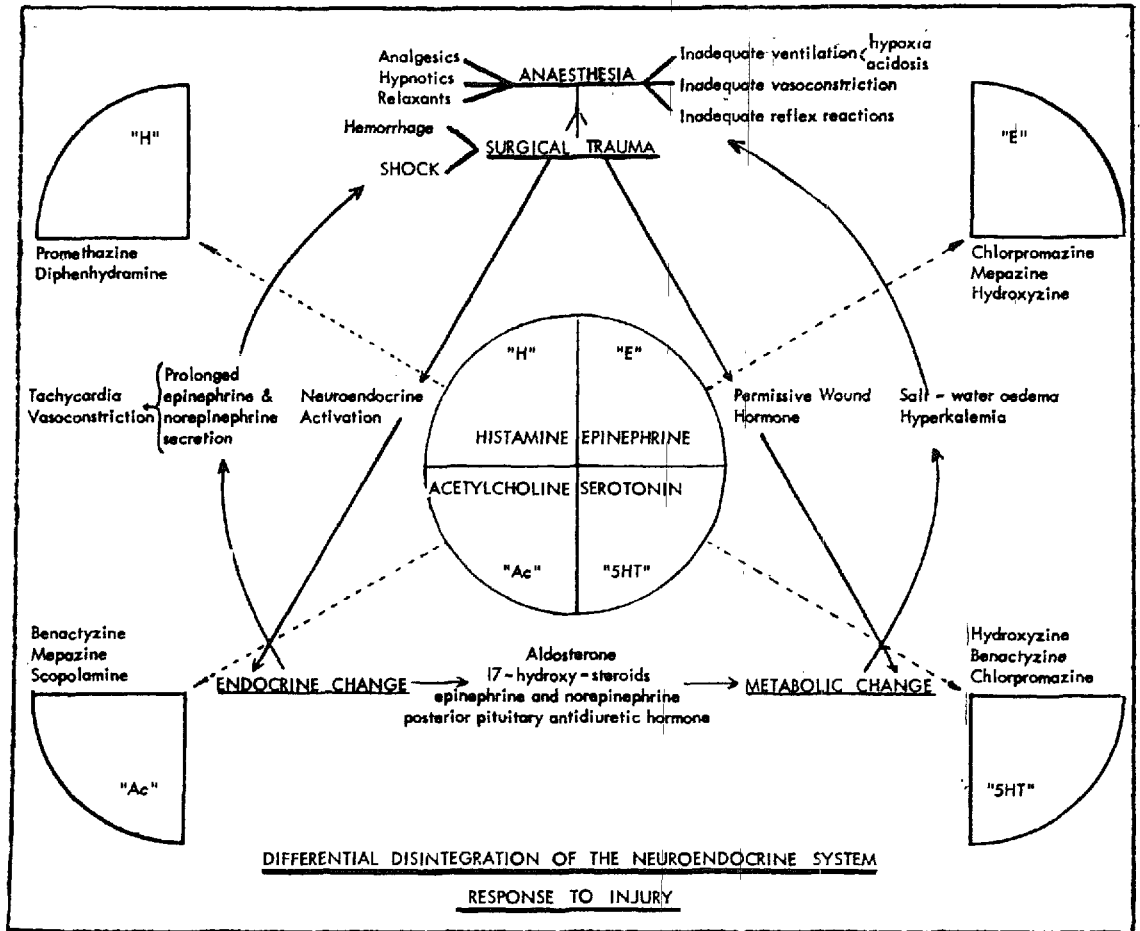 Analgesics
Hypnotics
Relaxants
ANAESTHESIA
Inadequate ventilation
hypoxia
acidosis
Inadequate vasoconstriction
Inadequate reflex reactions
Hemorrhage
SHOCK
SURGICAL TRAUMA
"H"
Promethazine
Diphenhydramine
"E"
Chlorpromazine
Mepazine
Hydroxyzine
Tachycardia
Vasoconstriction
Prolonged
epinephrine &
norepinephrine
secretion
Neuroendocrine
Activation
"H"
"E"
HISTAMINE
EPINEPHRINE
ACETYLCHOLINE
SEROTONIN
"Ac"
"5HT"
Permissive Wound
Hormone
Salt - water oedema
Hyperkalemia
Benactyzine
Mepazine
Scopolamine
"Ac"
ENDOCRINE CHANGE
Aldosterone
17-hydroxy-steroids
epinephrine and norepinephrine
posterior pituitary antidiuretic hormone
METABOLIC CHANGE
Hydroxyzine
Benactyzine
Chlorpromazine
"5HT"
DIFFERENTIAL DISINTEGRATION OF THE NEUROENDOCRINE SYSTEM
RESPONSE TO INJURY